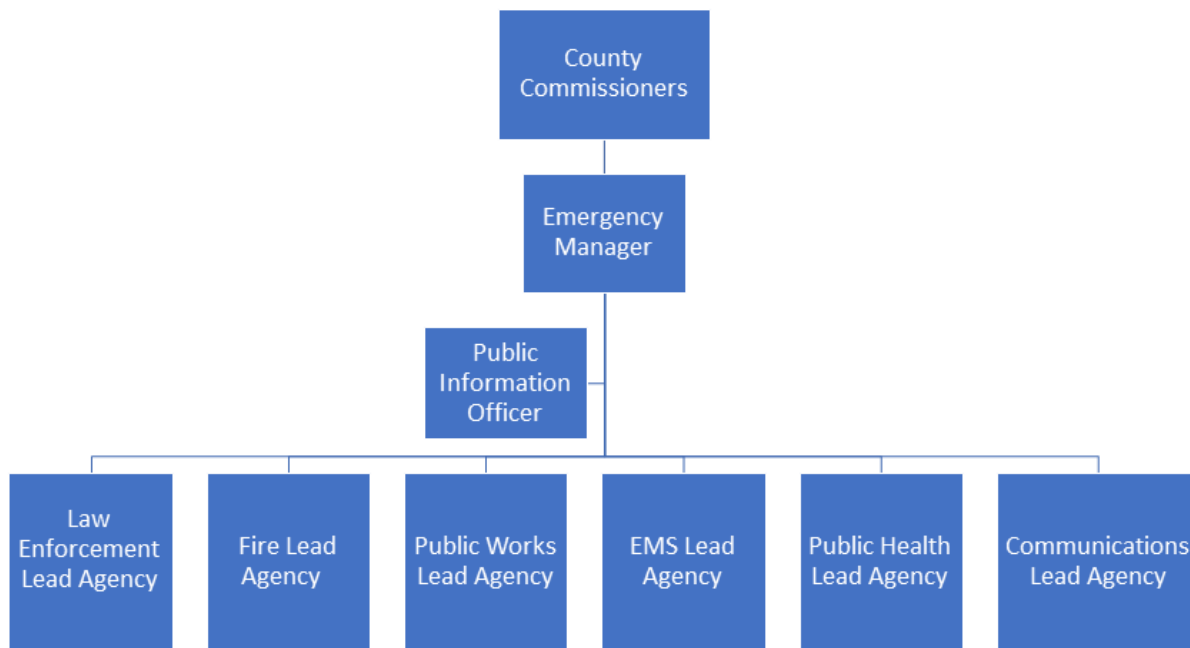 County
Commissioners
Emergency
Manager
Public
Information
Officer
Law
Enforcement
Lead Agency
Fire Lead
Agency
Public Works
Lead Agency
EMS Lead
Agency
Public Health
Lead Agency
Communications
Lead Agency